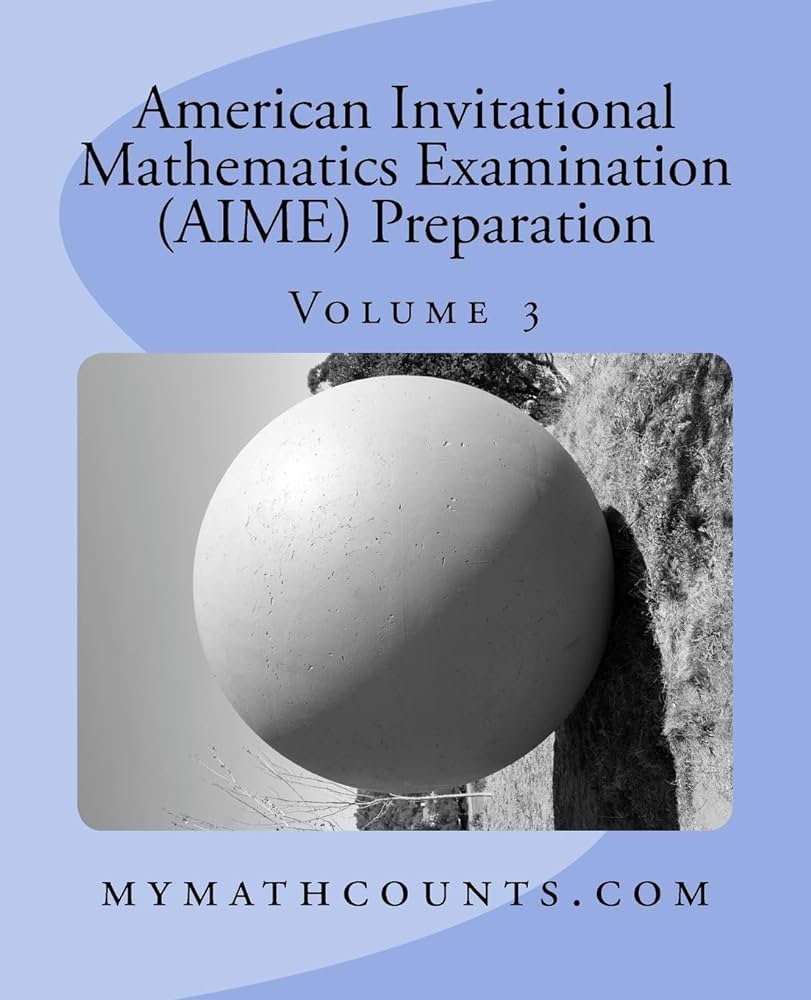 American Invitational
Mathematics Examination
(AIME) Preparation
Volume 3
mymathcounts.com